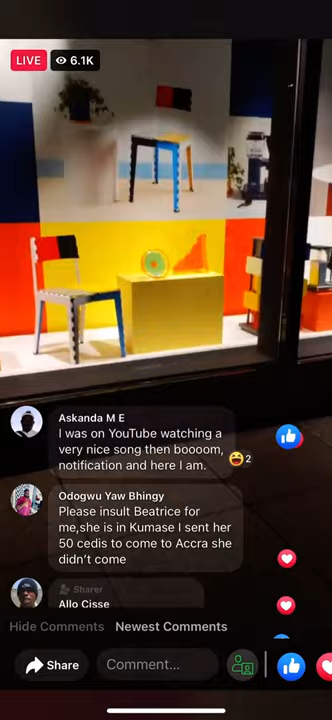 LIVE 6.1K
Askanda M E
I was on YouTube watching a
very nice song then boooom,
notification and here I am.
2
Odogwu Yaw Bhingy
Please insult Beatrice for
me,she is in Kumase I sent her
50 cedis to come to Accra she
didn't come
Sharer
Allo Cisse
Hide Comments Newest Comments
Share Comment...